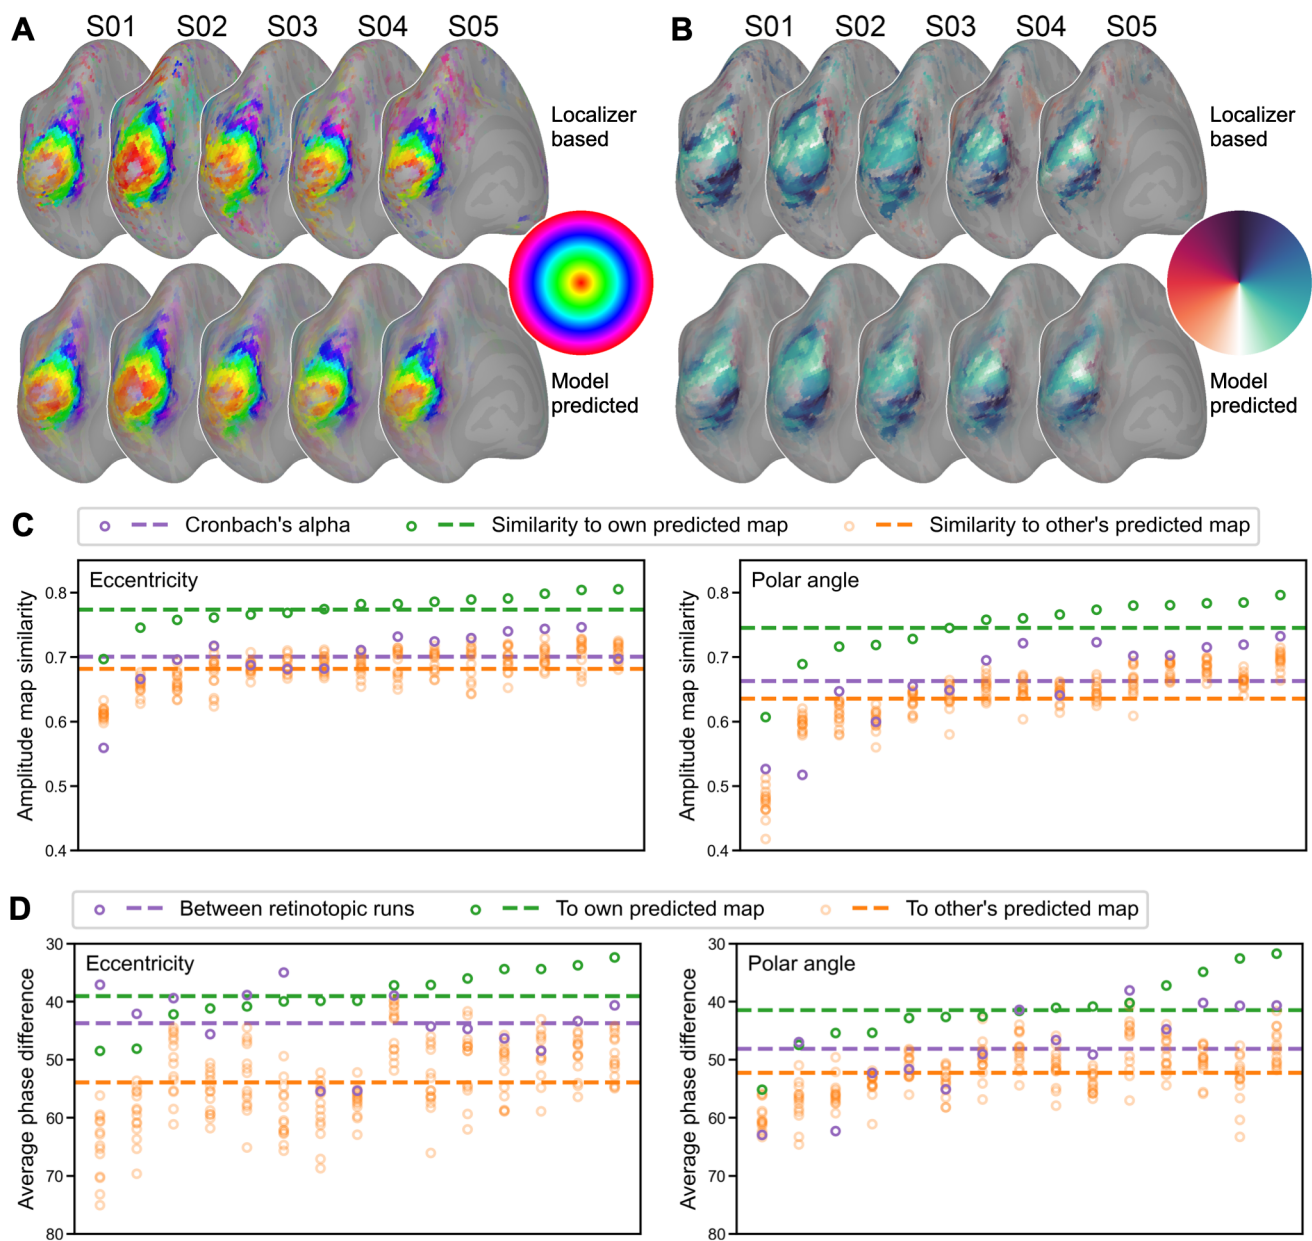 A
S01 S02 S03 S04 S05
Localizer
based
Model
predicted
B
S01 S02 S03 S04 S05
Localizer
based
Model
predicted
C
Cronbach's alpha
Similarity to own predicted map
Similarity to other's predicted map
Amplitude map similarity
0.8
0.7
0.6
0.5
0.4
Eccentricity
Amplitude map similarity
0.8
0.7
0.6
0.5
0.4
Polar angle
D
Between retinotopic runs
To own predicted map
To other's predicted map
Average phase difference
30
40
50
60
70
80
Eccentricity
Average phase difference
30
40
50
60
70
80
Polar angle